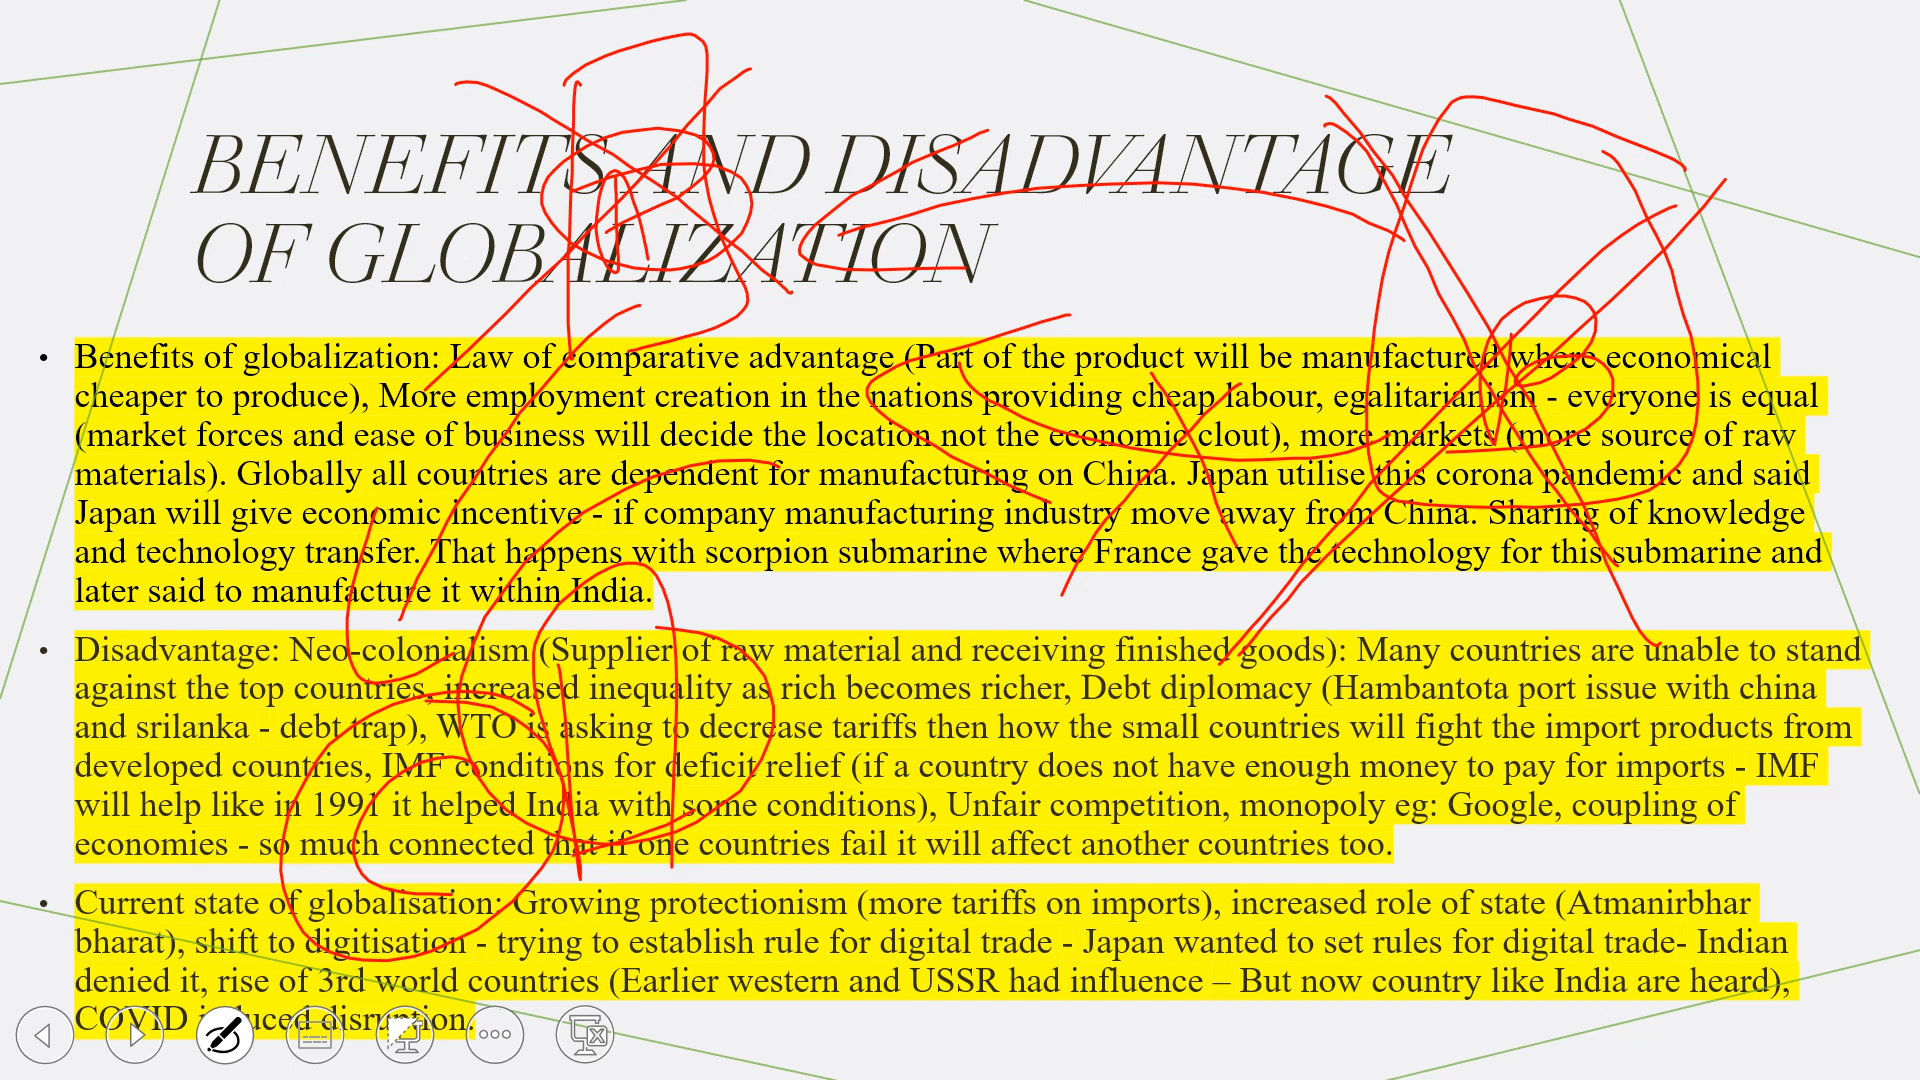 BENEFITS AND DISADVANTAGE
OF GLOBALIZATION
• Benefits of globalization: Law of comparative advantage (Part of the product will be manufactured where economical
cheaper to produce), More employment creation in the nations providing cheap labour, egalitarianism - everyone is equal
(market forces and ease of business will decide the location not the economic clout), more markets (more source of raw
materials). Globally all countries are dependent for manufacturing on China. Japan utilise this corona pandemic and said
Japan will give economic incentive - if company manufacturing industry move away from China. Sharing of knowledge
and technology transfer. That happens with scorpion submarine where France gave the technology for this submarine and
later said to manufacture it within India.
• Disadvantage: Neo-colonialism (Supplier of raw material and receiving finished goods): Many countries are unable to stand
against the top countries, increased inequality as rich becomes richer, Debt diplomacy (Hambantota port issue with china
and srilanka - debt trap), WTO is asking to decrease tariffs then how the small countries will fight the import products from
developed countries, IMF conditions for deficit relief (if a country does not have enough money to pay for imports - IMF
will help like in 1991 it helped India with some conditions), Unfair competition, monopoly eg: Google, coupling of
economies - so much connected that if one countries fail it will affect another countries too.
• Current state of globalisation: Growing protectionism (more tariffs on imports), increased role of state (Atmanirbhar
bharat), shift to digitisation - trying to establish rule for digital trade - Japan wanted to set rules for digital trade- Indian
denied it, rise of 3rd world countries (Earlier western and USSR had influence – But now country like India are heard),
COVID induced disruption.